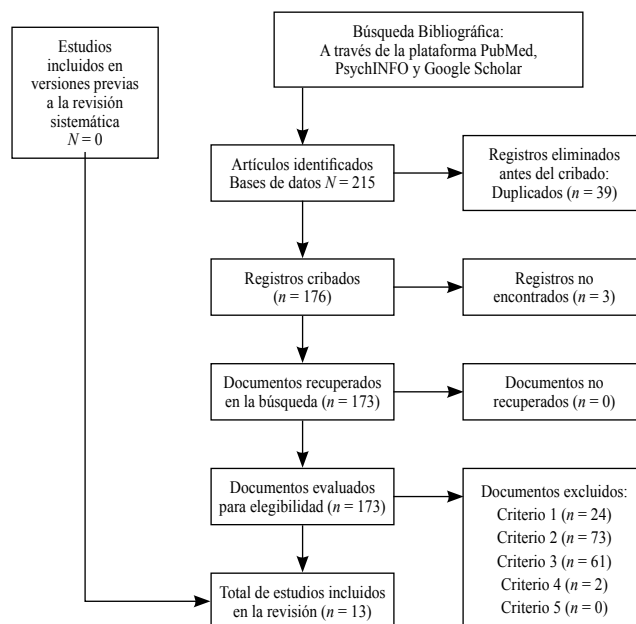 Estudios
incluidos en
versiones previas
a la revisión
sistemática
N = 0
Búsqueda Bibliográfica:
A través de la plataforma PubMed,
PsychINFO y Google Scholar
Artículos identificados
Bases de datos N = 215
Registros eliminados
antes del cribado:
Duplicados (n = 39)
Registros cribados
(n = 176)
Registros no
encontrados (n = 3)
Documentos recuperados
en la búsqueda (n = 173)
Documentos no
recuperados (n = 0)
Documentos evaluados
para elegibilidad (n = 173)
Documentos excluidos:
Criterio 1 (n = 24)
Criterio 2 (n = 73)
Criterio 3 (n = 61)
Criterio 4 (n = 2)
Criterio 5 (n = 0)
Total de estudios incluidos
en la revisión (n = 13)